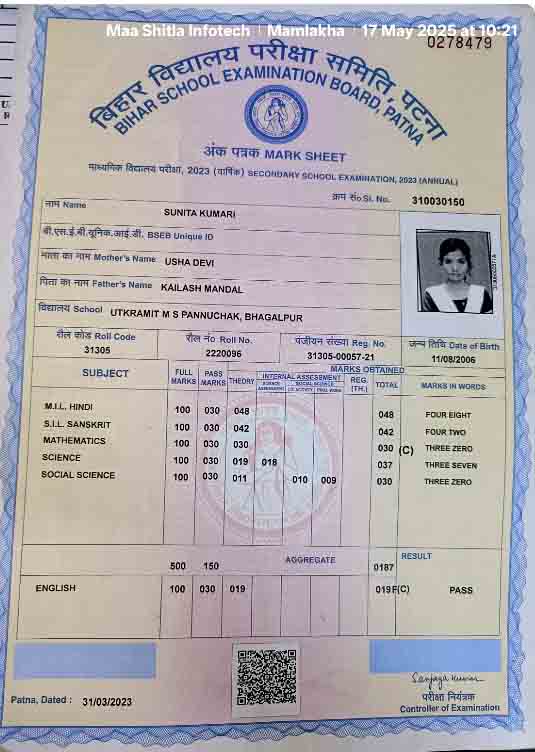 Maa Shitla Infotech | Mamlakha | 17 May 2025 at 10:21
0278479
बिहार विद्यालय परीक्षा समिति, पटना
BIHAR SCHOOL EXAMINATION BOARD, PATNA
अंक पत्रक MARK SHEET
माध्यमिक विद्यालय परीक्षा, 2023 (वार्षिक) SECONDARY SCHOOL EXAMINATION, 2023 (ANNUAL)
क्रम सं०Sl. No. 310030150
नाम Name SUNITA KUMARI
बी.एस.ई.बी.यूनिक.आई.डी. BSEB Unique ID
माता का नाम Mother's Name USHA DEVI
पिता का नाम Father's Name KAILASH MANDAL
विद्यालय School UTKRAMIT M S PANNUCHAK, BHAGALPUR
रौल कोड Roll Code रौल नं० Roll No. पंजीयन संख्या Reg. No. जन्म तिथि Date of Birth
31305 2220096 31305-00057-21 11/08/2006
MARKS OBTAINED
SUBJECT FULL MARKS PASS MARKS THEORY INTERNAL ASSESSMENT REG. (TH.) TOTAL MARKS IN WORDS
M.I.L. HINDI 100 030 048 048 FOUR EIGHT
S.I.L. SANSKRIT 100 030 042 042 FOUR TWO
MATHEMATICS 100 030 030 030 (C) THREE ZERO
SCIENCE 100 030 019 018 037 THREE SEVEN
SOCIAL SCIENCE 100 030 011 010 009 030 THREE ZERO
AGGREGATE RESULT
500 150 0187
ENGLISH 100 030 019 019F(C) PASS
Patna, Dated : 31/03/2023
Sanjay Kumar
परीक्षा नियंत्रक
Controller of Examination